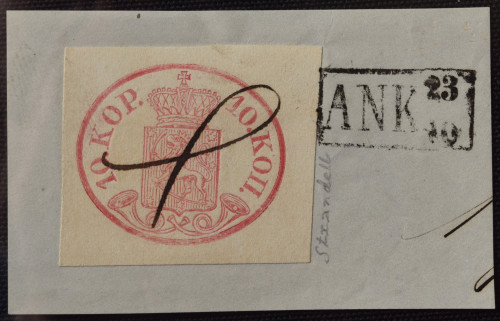 10 KOP. 10. КОП.
ANK 23
10
Strandell